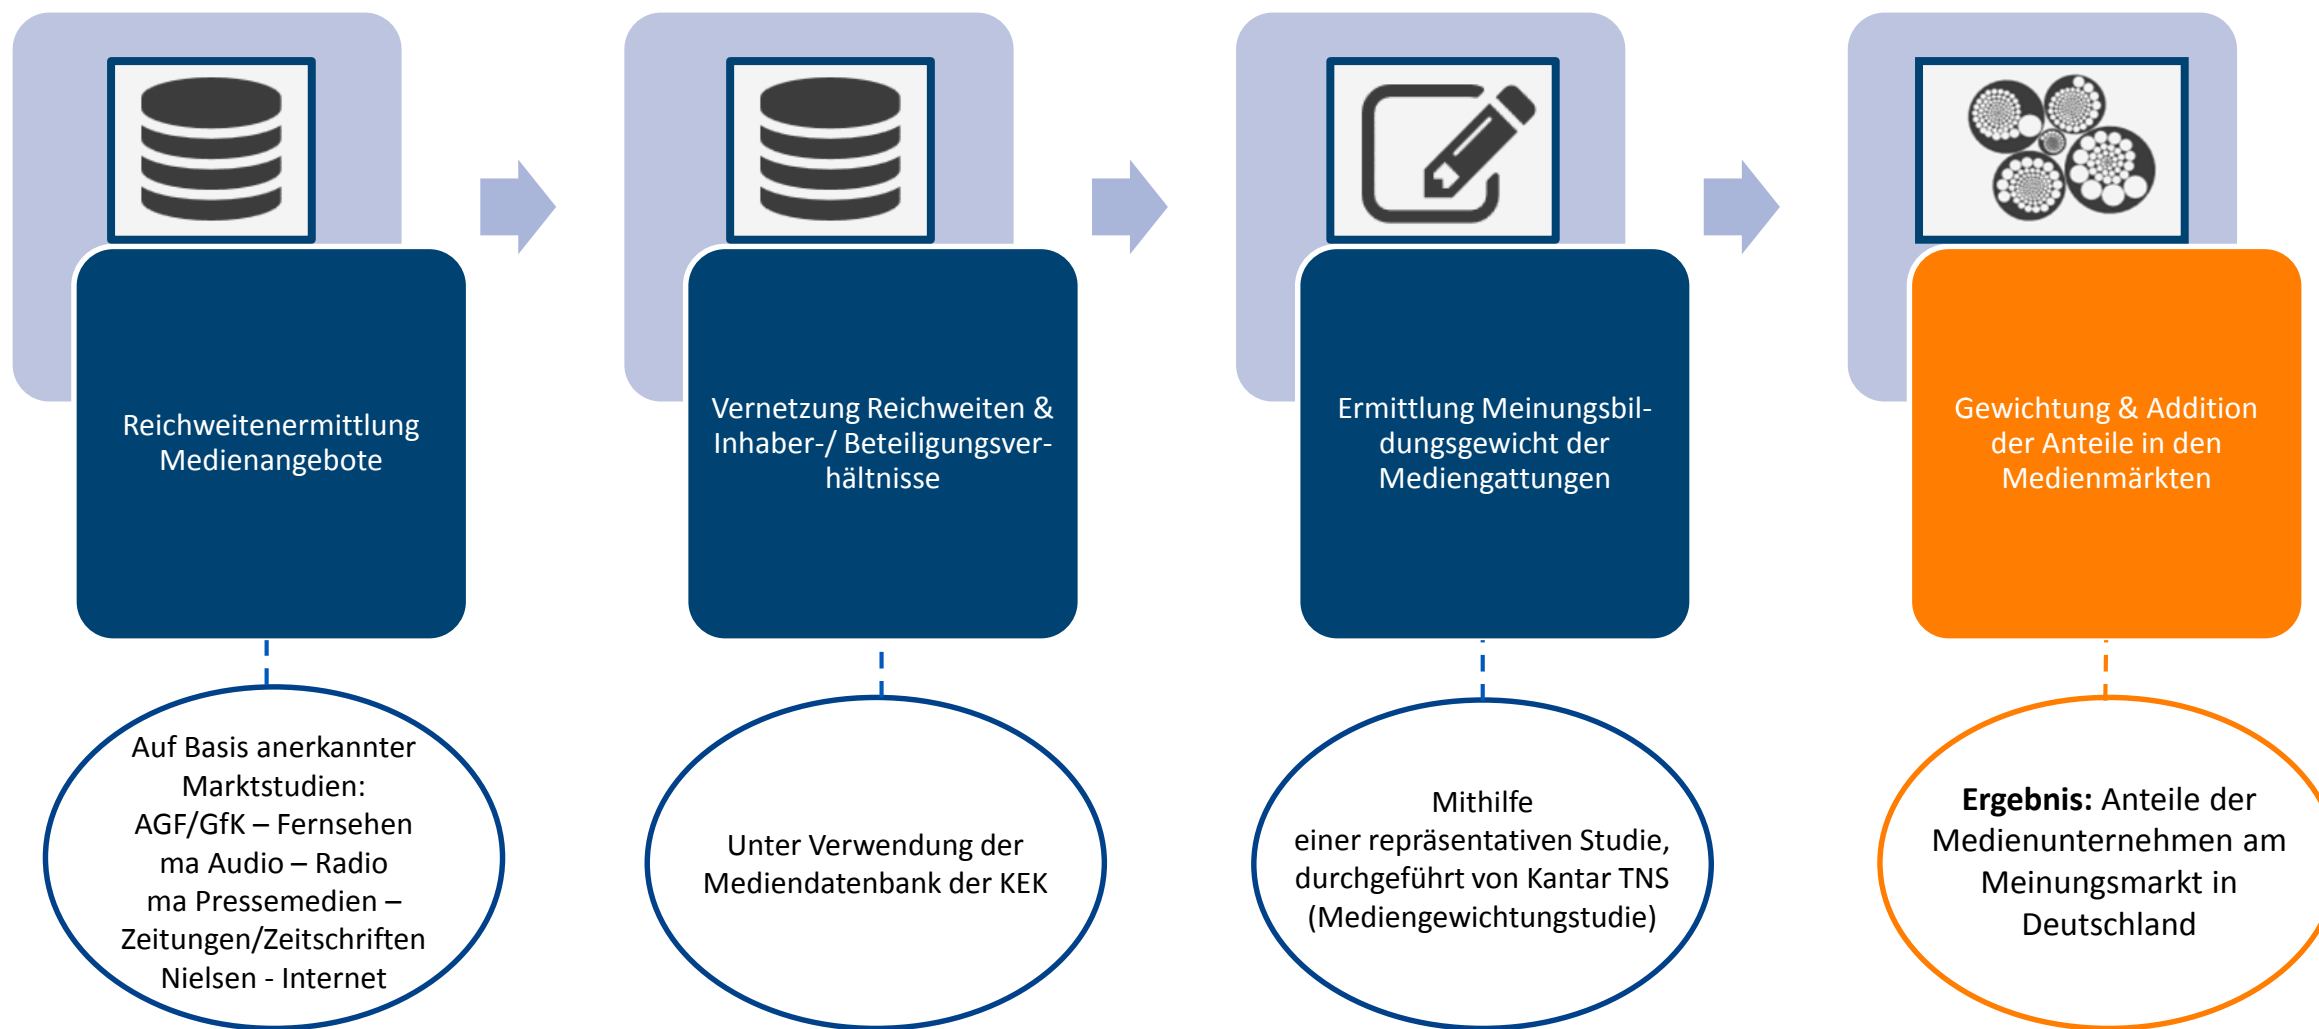 Reichweitenermittlung
Medienangebote
Vernetzung Reichweiten &
Inhaber-/ Beteiligungsver-
hältnisse
Ermittlung Meinungsbil-
dungsgewicht der
Mediengattungen
Gewichtung & Addition
der Anteile in den
Medienmärkten
Auf Basis anerkannter
Marktstudien:
AGF/GfK – Fernsehen
ma Audio – Radio
ma Pressemedien –
Zeitungen/Zeitschriften
Nielsen - Internet
Unter Verwendung der
Mediendatenbank der KEK
Mithilfe
einer repräsentativen Studie,
durchgeführt von Kantar TNS
(Mediengewichtungstudie)
Ergebnis: Anteile der
Medienunternehmen am
Meinungsmarkt in
Deutschland